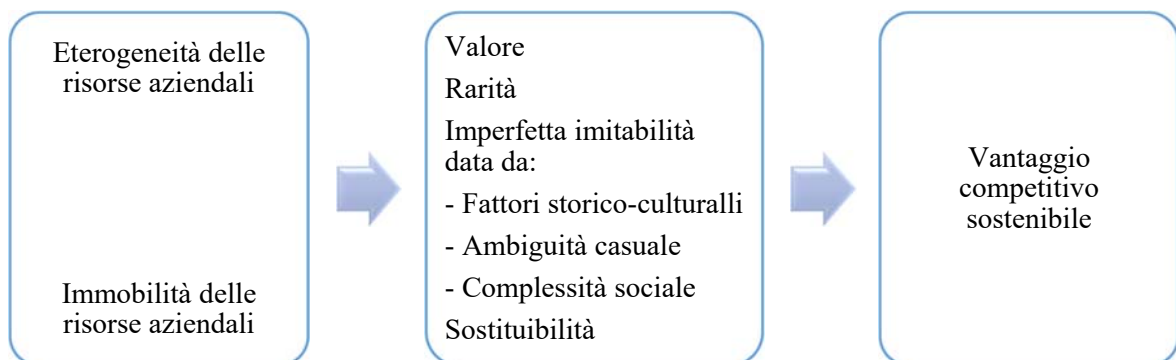 Eterogeneità delle
risorse aziendali
Immobilità delle
risorse aziendali
Valore
Rarità
Imperfetta imitabilità
data da:
- Fattori storico-culturalli
- Ambiguità casuale
- Complessità sociale
Sostituibilità
Vantaggio
competitivo
sostenibile